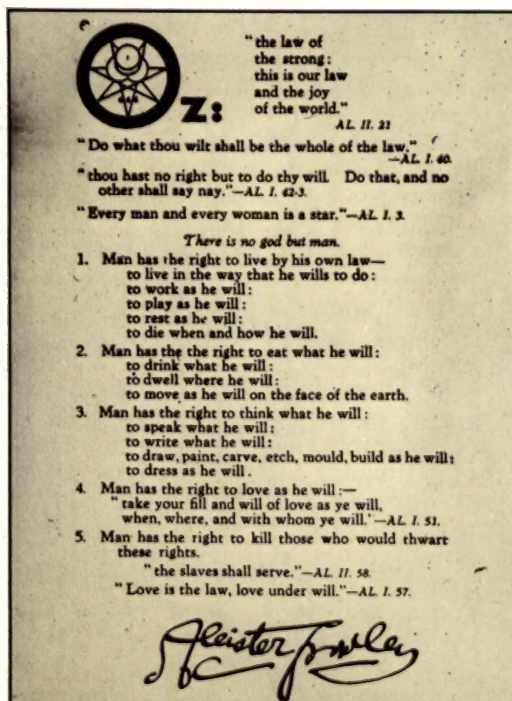 "the law of
the strong:
this is our law
and the joy
of the world."
AL. II. 21
Oz:
"Do what thou wilt shall be the whole of the law."
—AL. I. 40.
"thou hast no right but to do thy will. Do that, and no
other shall say nay."—AL. I. 42-3.
"Every man and every woman is a star."—AL. I. 3.
There is no god but man.
1. Man has the right to live by his own law—
to live in the way that he wills to do:
to work as he will:
to play as he will:
to rest as he will:
to die when and how he will.
2. Man has the the right to eat what he will:
to drink what he will:
to dwell where he will:
to move as he will on the face of the earth.
3. Man has the right to think what he will:
to speak what he will:
to write what he will:
to draw, paint, carve, etch, mould, build as he will:
to dress as he will.
4. Man has the right to love as he will:—
"take your fill and will of love as ye will,
when, where, and with whom ye will.'—AL. I. 51.
5. Man has the right to kill those who would thwart
these rights.
"the slaves shall serve."—AL. II. 58.
"Love is the law, love under will."—AL. I. 57.
Aleister Crowley